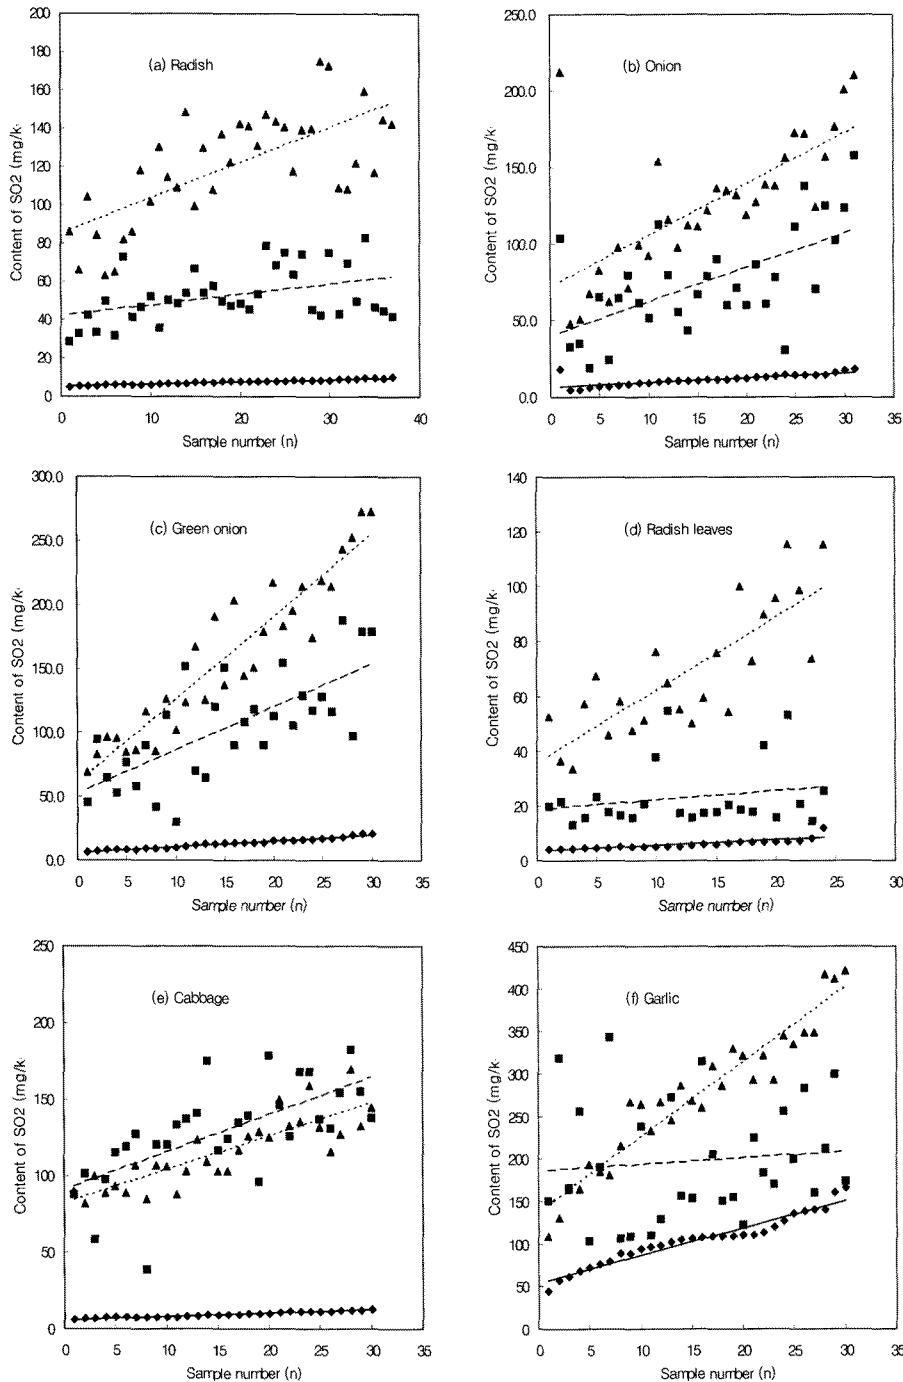 200
180
160
140
120
100
80
60
40
20
0
Content of SO2 (mg/k
(a) Radish
0 10 20 30 40
Sample number (n)
250.0
200.0
150.0
100.0
50.0
0.0
Content of SO2 (mg/k
(b) Onion
0 5 10 15 20 25 30 35
Sample number (n)
300.0
250.0
200.0
150.0
100.0
50.0
0.0
Content of SO2 (mg/k
(c) Green onion
0 5 10 15 20 25 30 35
Sample number (n)
140
120
100
80
60
40
20
0
Content of SO2 (mg/k
(d) Radish leaves
0 5 10 15 20 25 30
Sample number (n)
250
200
150
100
50
0
Content of SO2 (mg/k
(e) Cabbage
0 5 10 15 20 25 30 35
Sample number (n)
450
400
350
300
250
200
150
100
50
0
Content of SO2 (mg/k
(f) Garlic
0 5 10 15 20 25 30 35
Sample number (n)